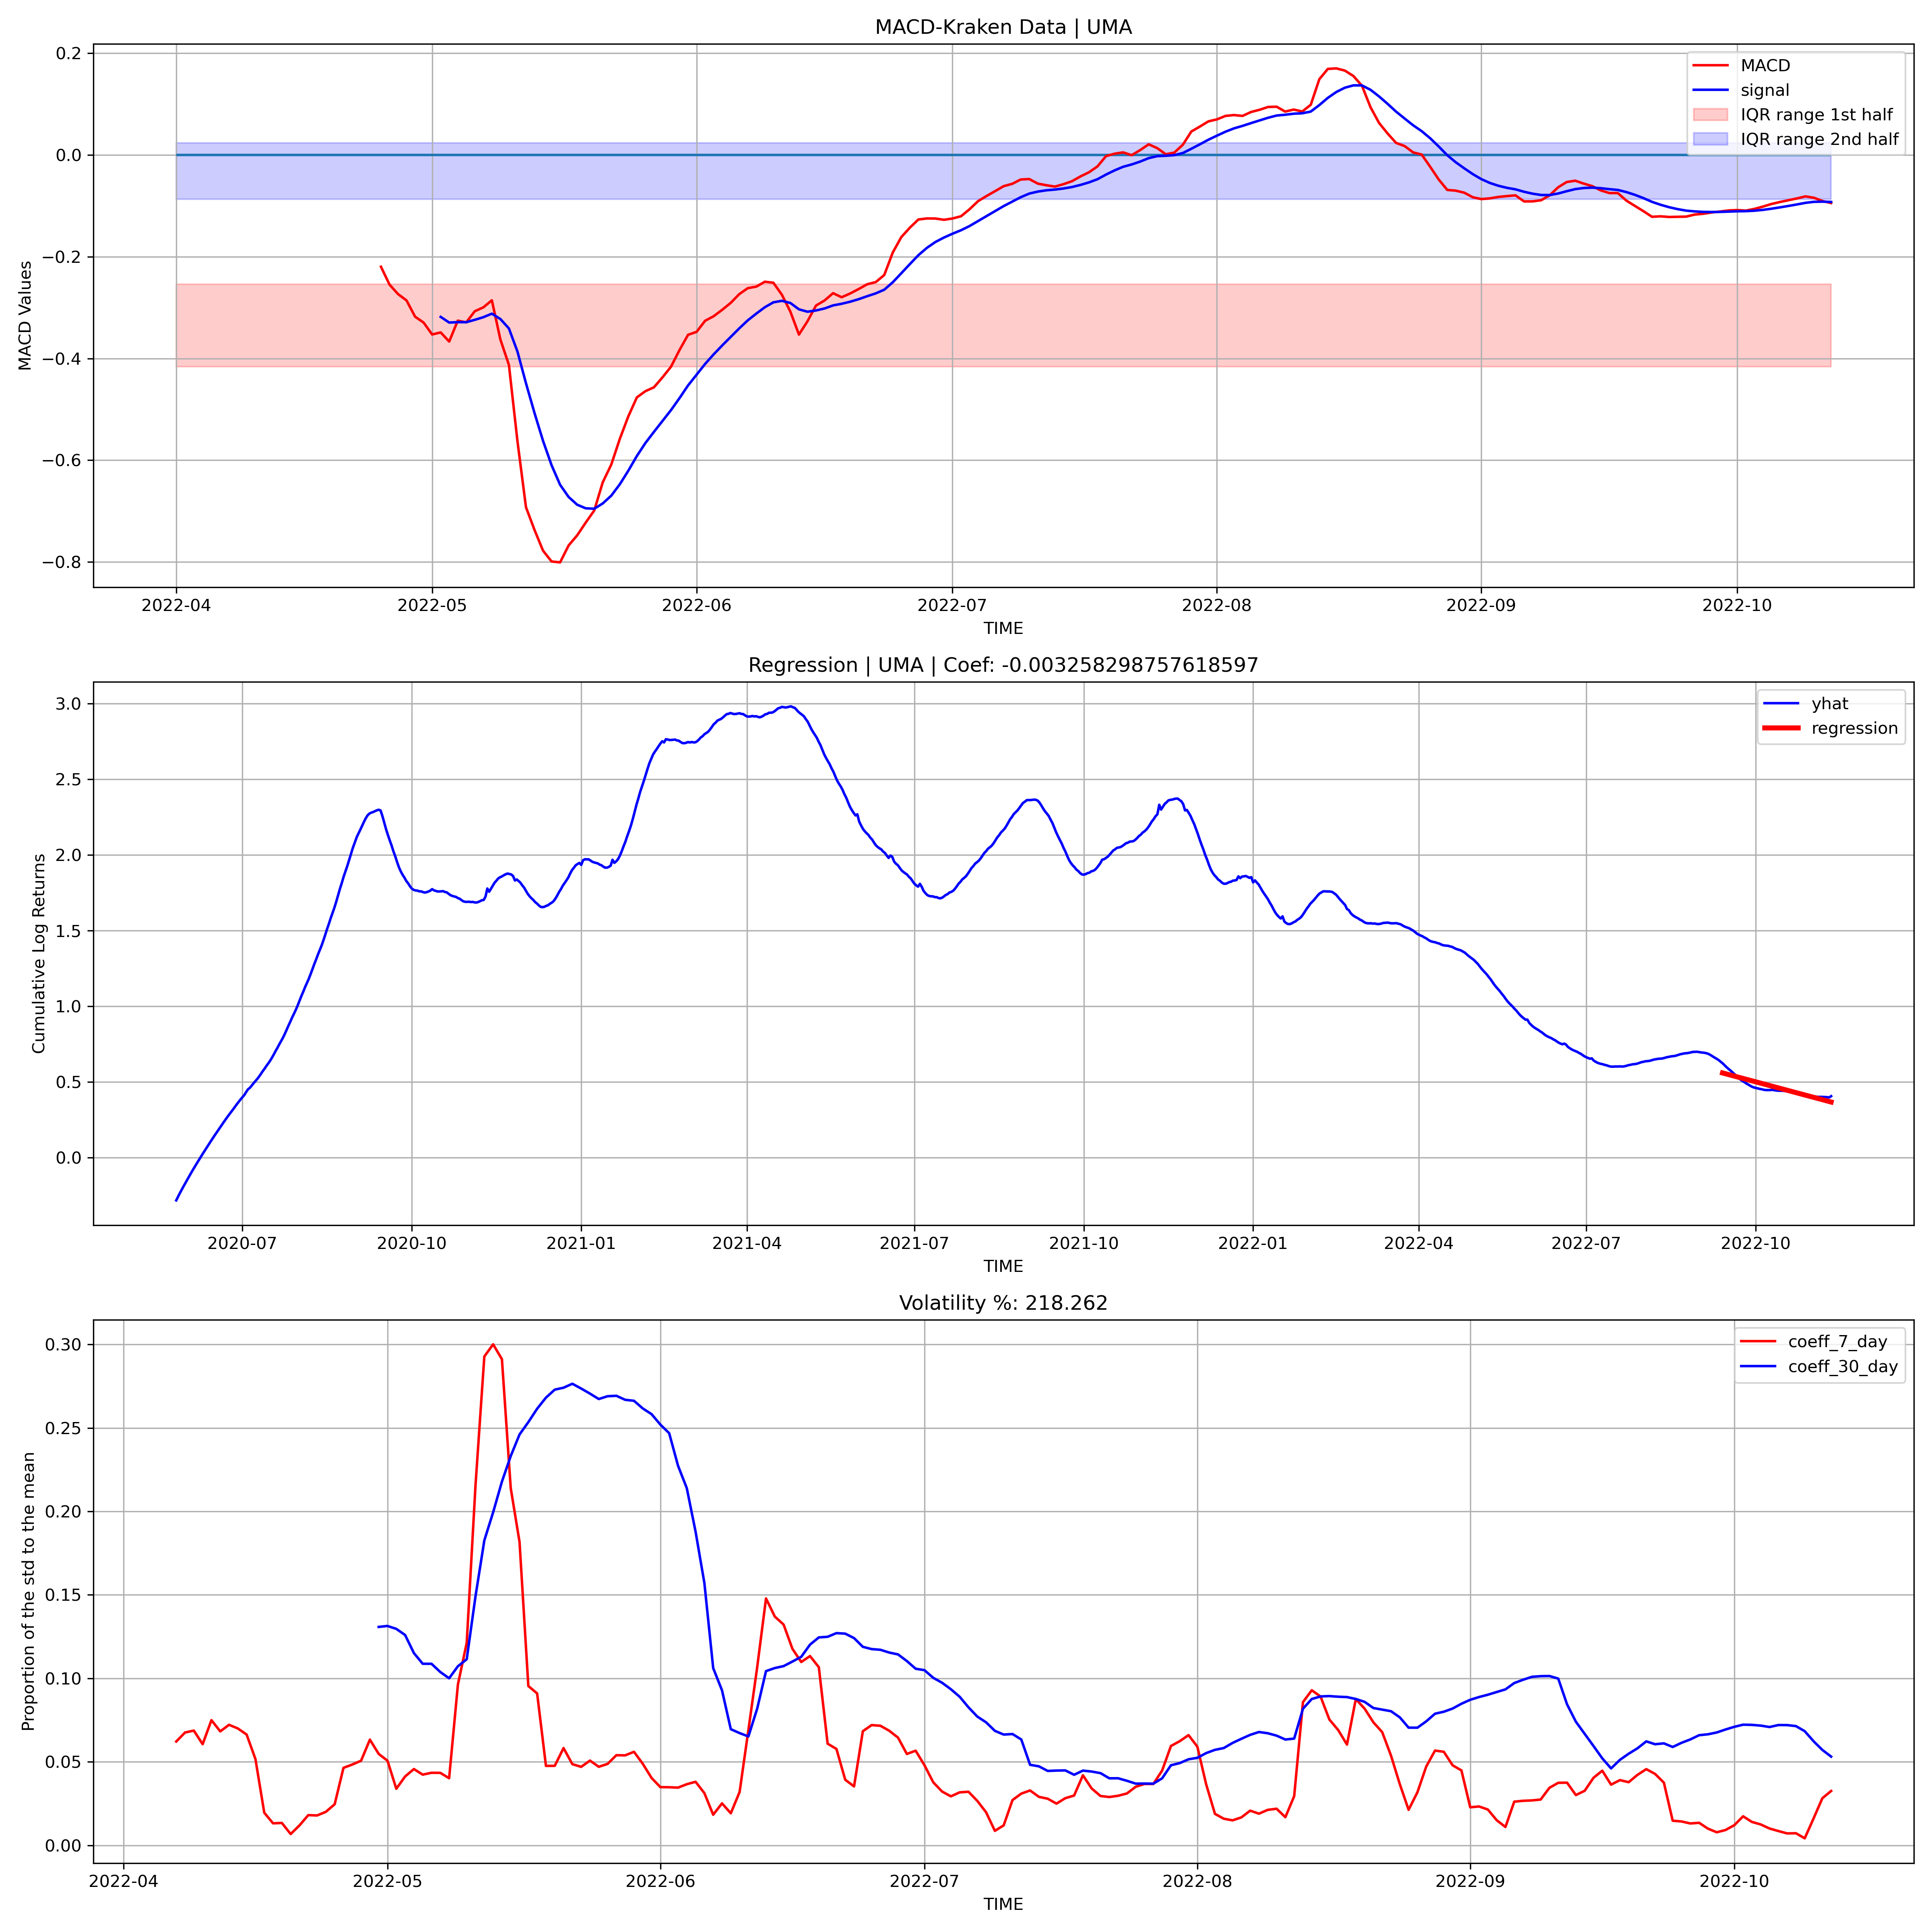 MACD-Kraken Data | UMA
MACD Values
0.2
0.0
−0.2
−0.4
−0.6
−0.8
MACD
signal
IQR range 1st half
IQR range 2nd half
2022-04 2022-05 2022-06 2022-07 2022-08 2022-09 2022-10
TIME
Regression | UMA | Coef: -0.003258298757618597
Cumulative Log Returns
3.0
2.5
2.0
1.5
1.0
0.5
0.0
yhat
regression
2020-07 2020-10 2021-01 2021-04 2021-07 2021-10 2022-01 2022-04 2022-07 2022-10
TIME
Volatility %: 218.262
Proportion of the std to the mean
0.30
0.25
0.20
0.15
0.10
0.05
0.00
coeff_7_day
coeff_30_day
2022-04 2022-05 2022-06 2022-07 2022-08 2022-09 2022-10
TIME